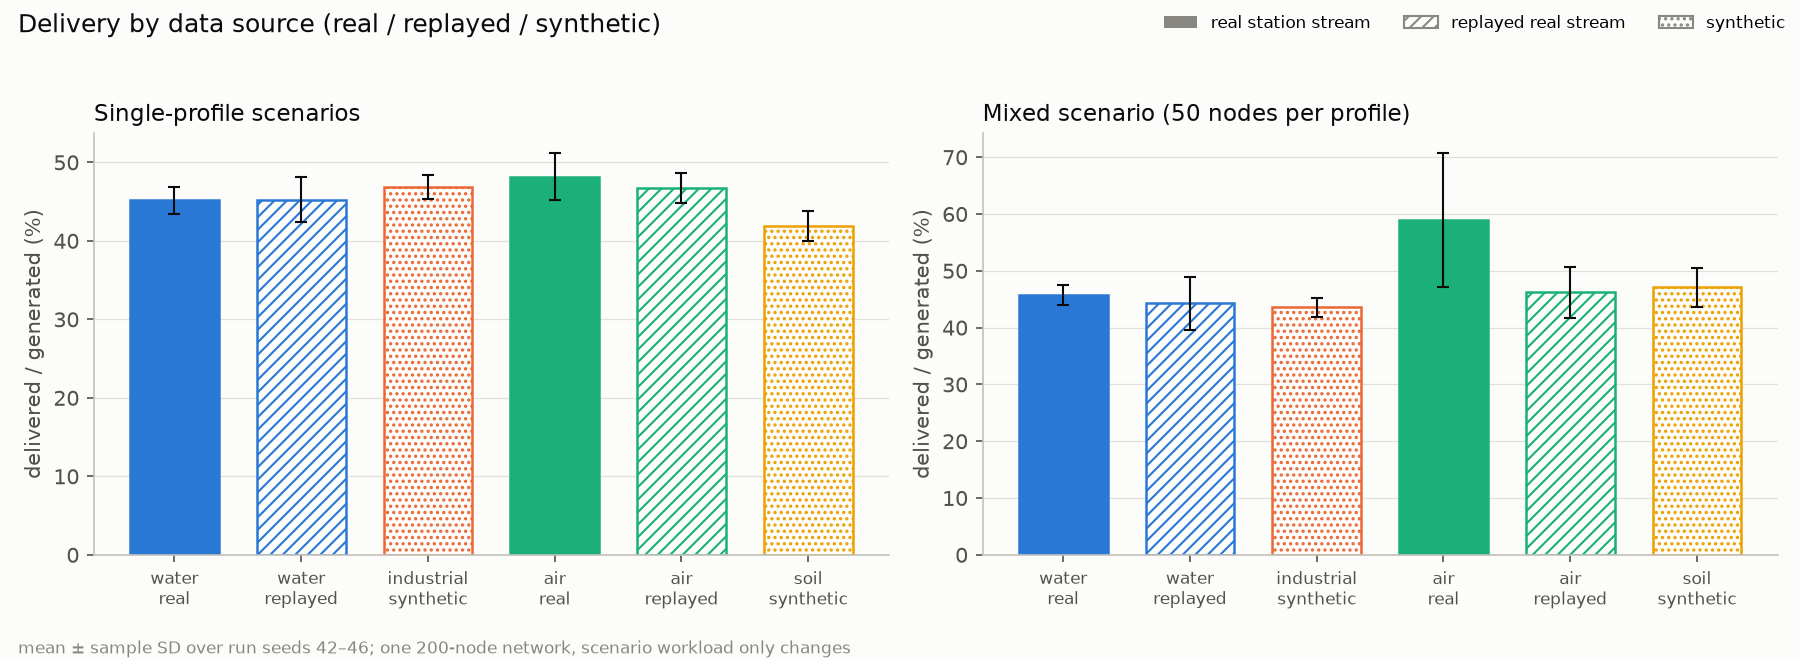 Delivery by data source (real / replayed / synthetic)
real station stream
replayed real stream
synthetic
Single-profile scenarios
delivered / generated (%)
50
40
30
20
10
0
water
real
water
replayed
industrial
synthetic
air
real
air
replayed
soil
synthetic
Mixed scenario (50 nodes per profile)
delivered / generated (%)
70
60
50
40
30
20
10
0
water
real
water
replayed
industrial
synthetic
air
real
air
replayed
soil
synthetic
mean ± sample SD over run seeds 42–46; one 200-node network, scenario workload only changes